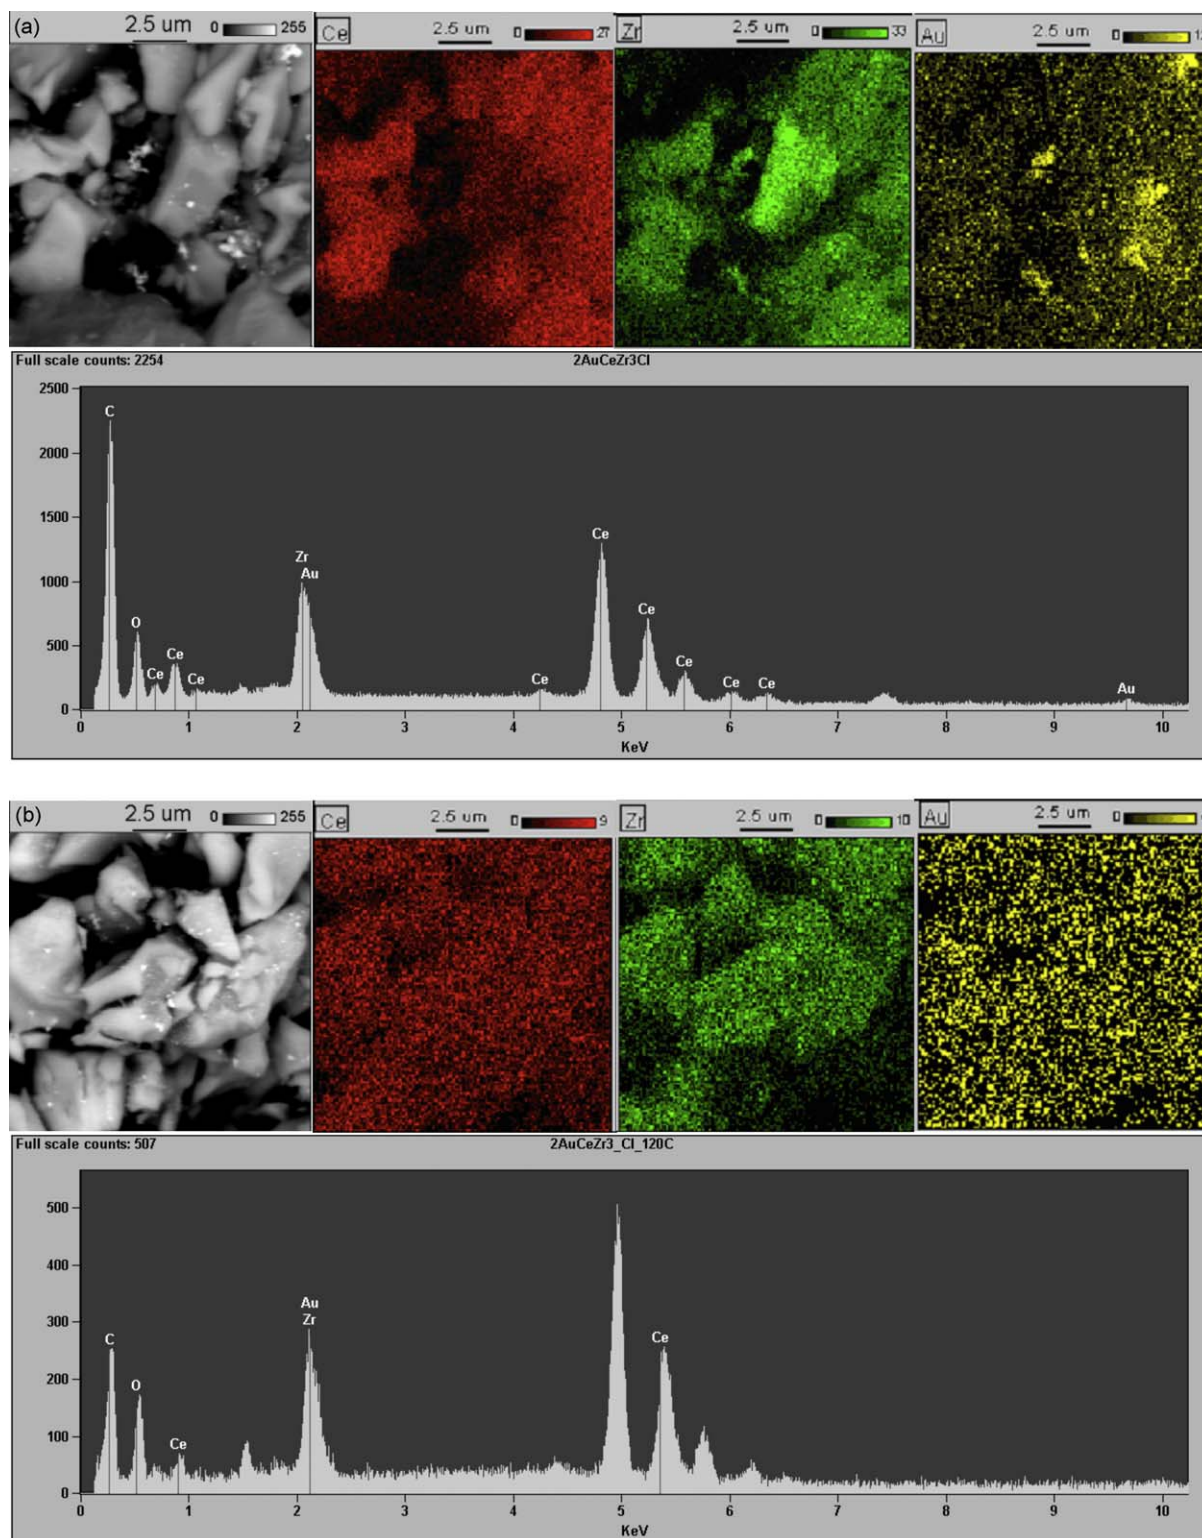 (a) 2.5 um 0 255 Ce 2.5 um 0 27 Zr 2.5 um 0 33 Au 2.5 um 0
Full scale counts: 2254 2AuCeZr3Cl
2500
C
2000
1500
Ce
Zr
1000
Au
Ce
O
500
Ce
Ce
Ce
Ce
Ce
Ce
Ce
Au
0
0 1 2 3 4 5 6 7 8 9 10
KeV
(b) 2.5 um 0 255 Ce 2.5 um 0 9 Zr 2.5 um 0 10 Au 2.5 um 0
Full scale counts: 507 2AuCeZr3_Cl_120C
500
400
300
Au
Zr
C
Ce
200
O
100
Ce
0
0 1 2 3 4 5 6 7 8 9 10
KeV